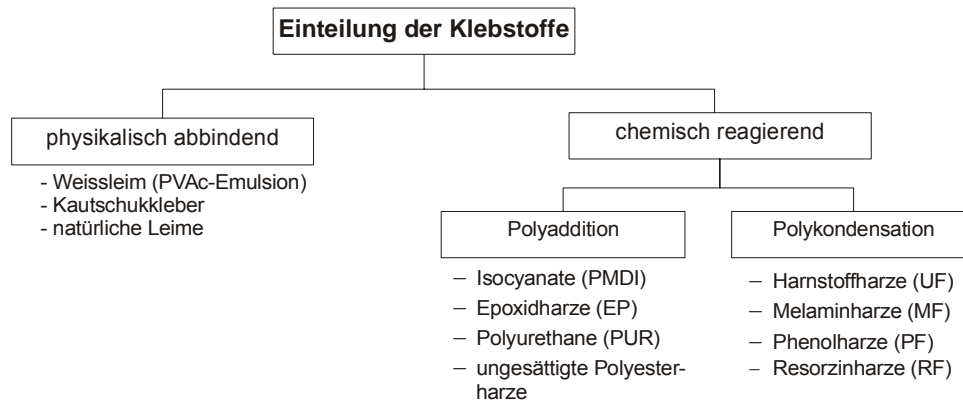 Einteilung der Klebstoffe
physikalisch abbindend
- Weissleim (PVAc-Emulsion)
- Kautschukkleber
- natürliche Leime
chemisch reagierend
Polyaddition
– Isocyanate (PMDI)
– Epoxidharze (EP)
– Polyurethane (PUR)
– ungesättigte Polyester-
harze
Polykondensation
– Harnstoffharze (UF)
– Melaminharze (MF)
– Phenolharze (PF)
– Resorzinharze (RF)